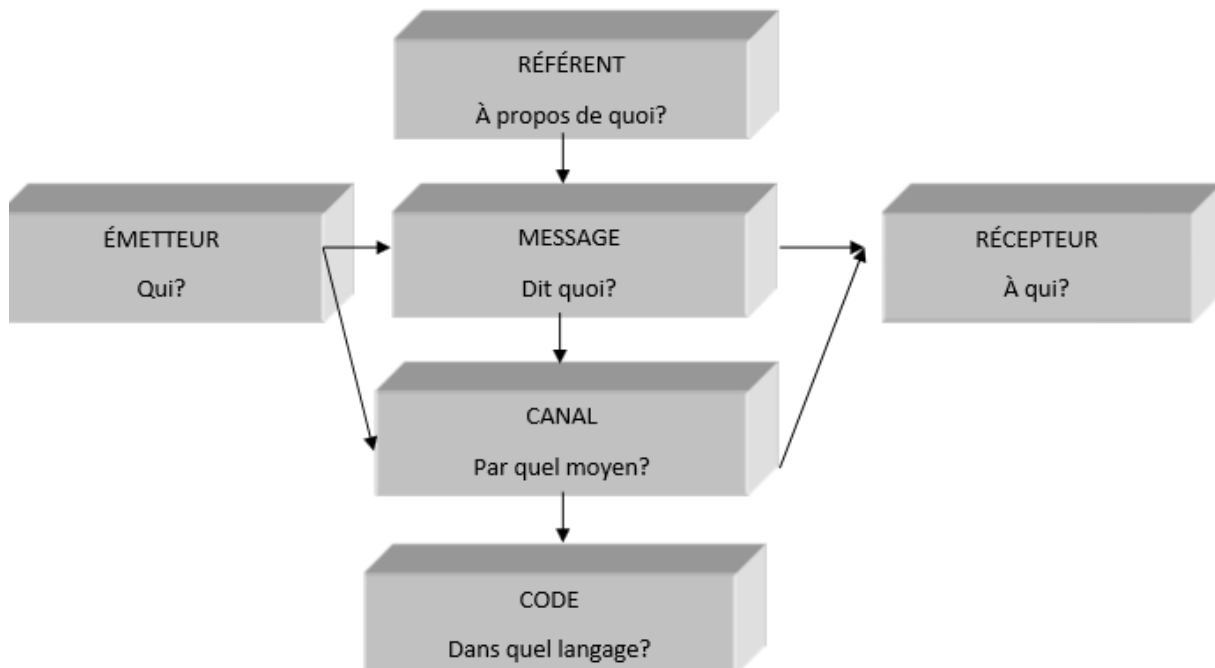 RÉFÉRENT
À propos de quoi?
ÉMETTEUR
Qui?
MESSAGE
Dit quoi?
RÉCEPTEUR
À qui?
CANAL
Par quel moyen?
CODE
Dans quel langage?